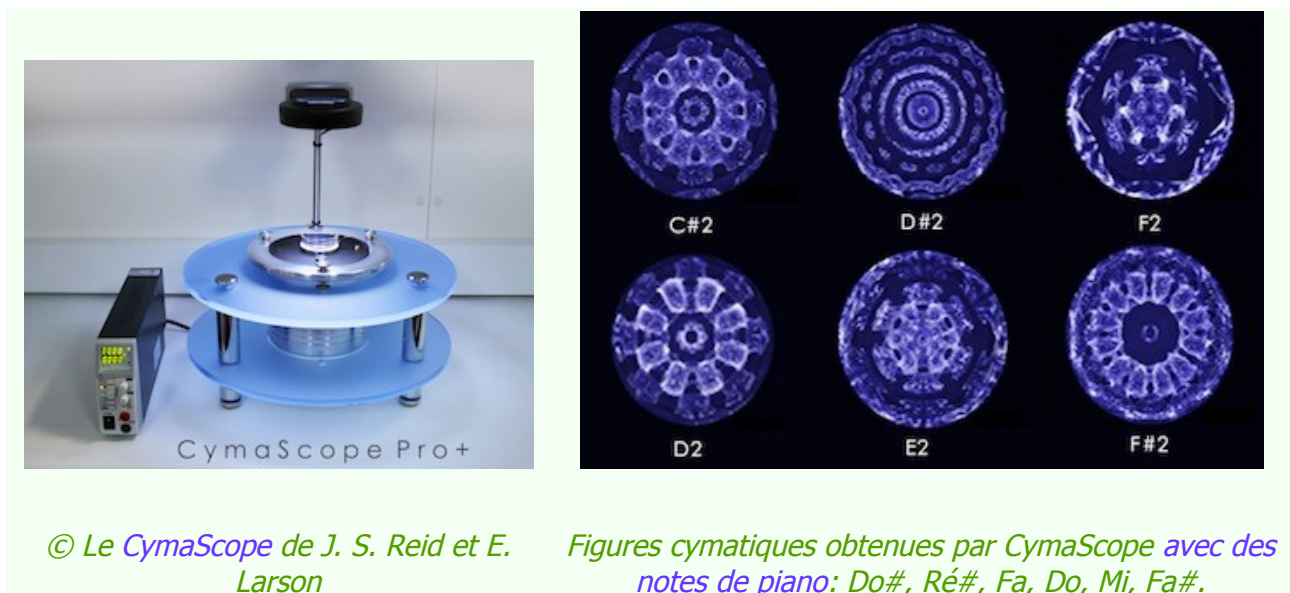 CymaScope Pro+
C#2
D#2
F2
D2
E2
F#2
© Le CymaScope de J. S. Reid et E.
Larson
Figures cymatiques obtenues par CymaScope avec des
notes de piano: Do#, Ré#, Fa, Do, Mi, Fa#.